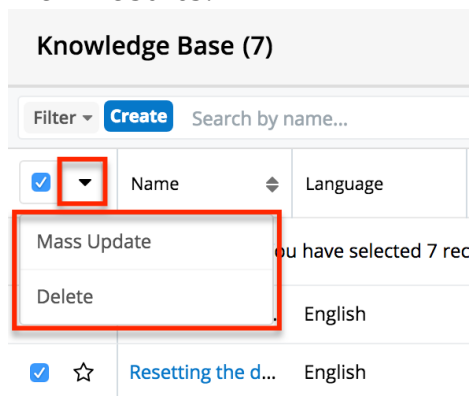 Knowledge Base (7)
Filter Create Search by name...
Name Language
Mass Update
ou have selected 7 rec
Delete
English
Resetting the d... English